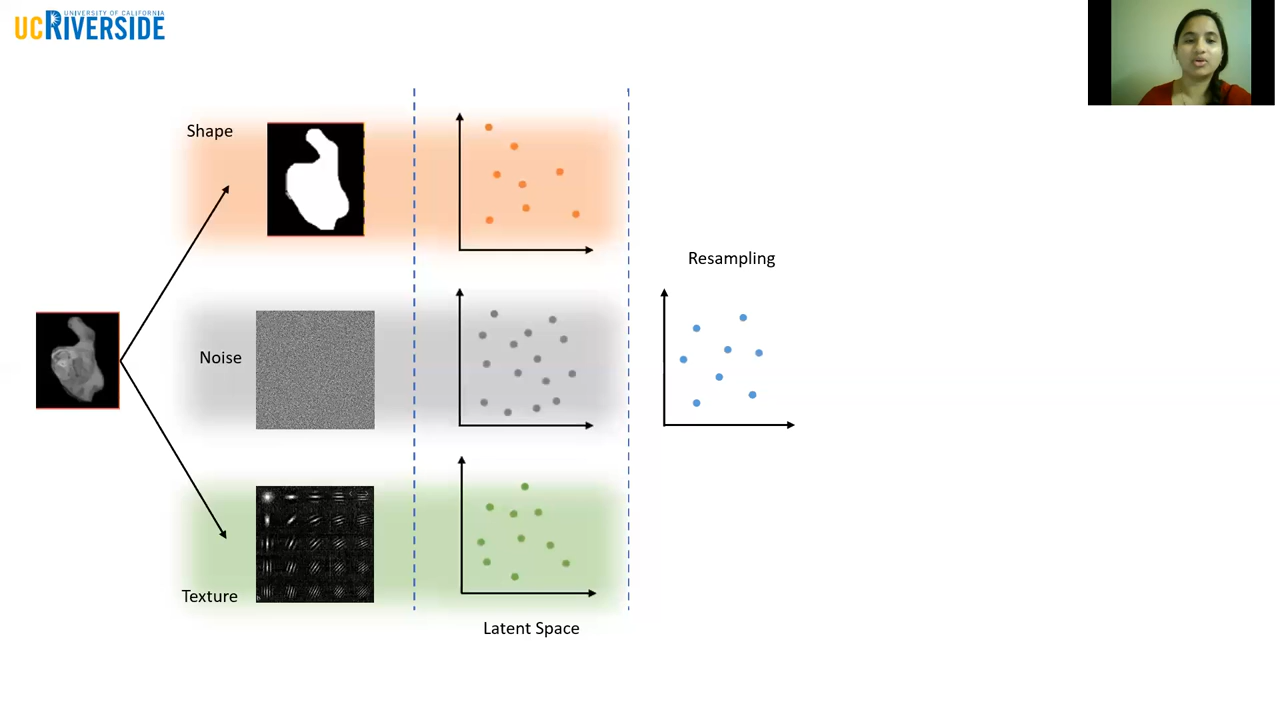 UNIVERSITY OF CALIFORNIA
UCRIVERSIDE
Shape
Resampling
Noise
Texture
Latent Space